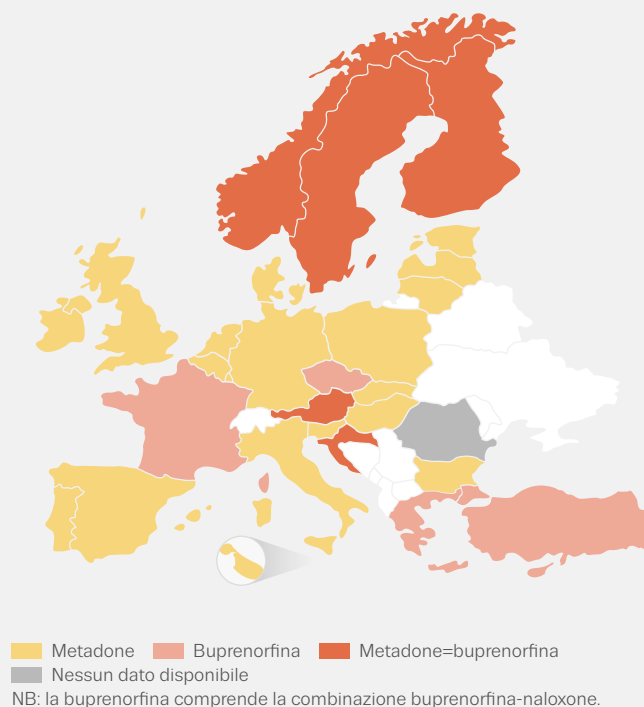 Metadone Buprenorfina Metadone=buprenorfina
Nessun dato disponibile
NB: la buprenorfina comprende la combinazione buprenorfina-naloxone.